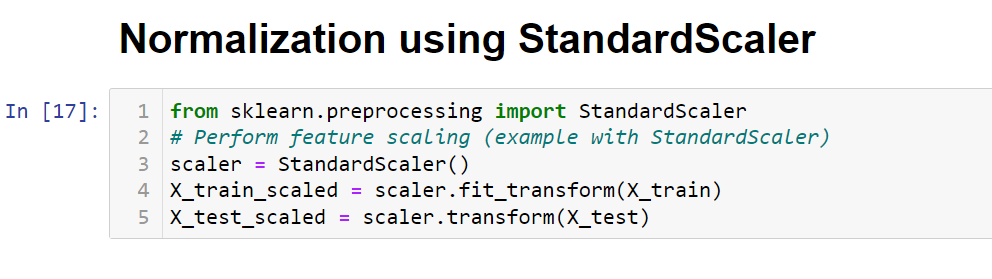 Normalization using StandardScaler
In [17]:
1 from sklearn.preprocessing import StandardScaler
2 # Perform feature scaling (example with StandardScaler)
3 scaler = StandardScaler()
4 X_train_scaled = scaler.fit_transform(X_train)
5 X_test_scaled = scaler.transform(X_test)